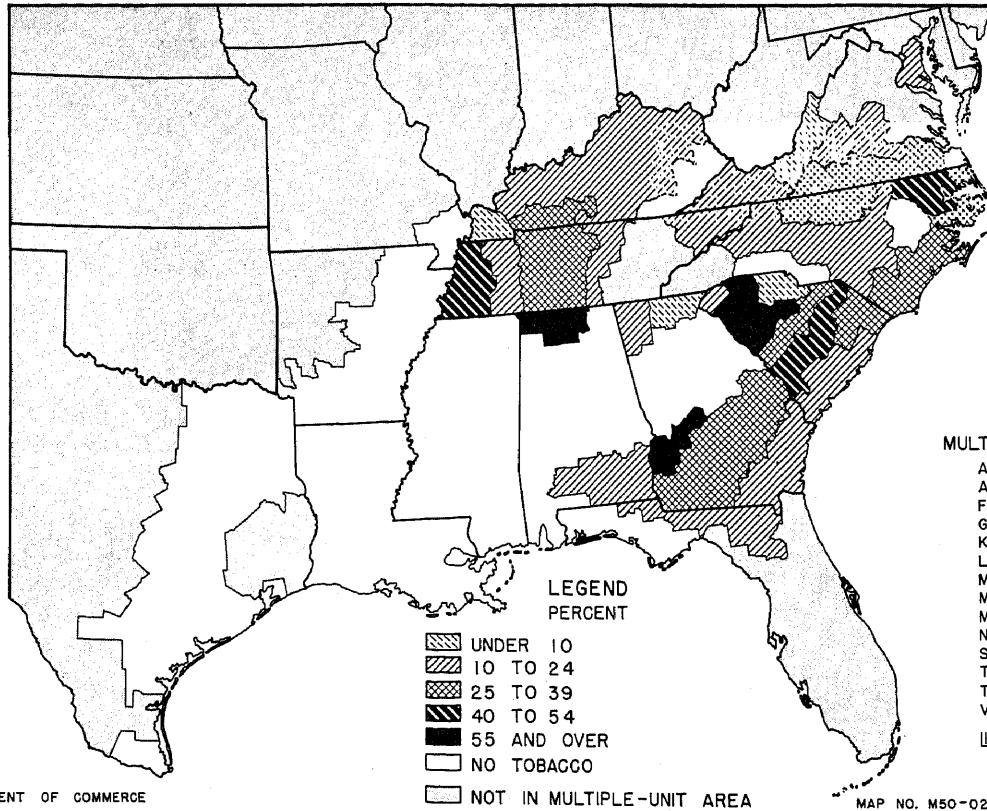 MULT
A
A
F
G
K
L
M
M
M
N
S
T
T
V
LEGEND
PERCENT
UNDER 10
10 TO 24
25 TO 39
40 TO 54
55 AND OVER
NO TOBACCO
NOT IN MULTIPLE-UNIT AREA
ENT OF COMMERCE
MAP NO. M50-02